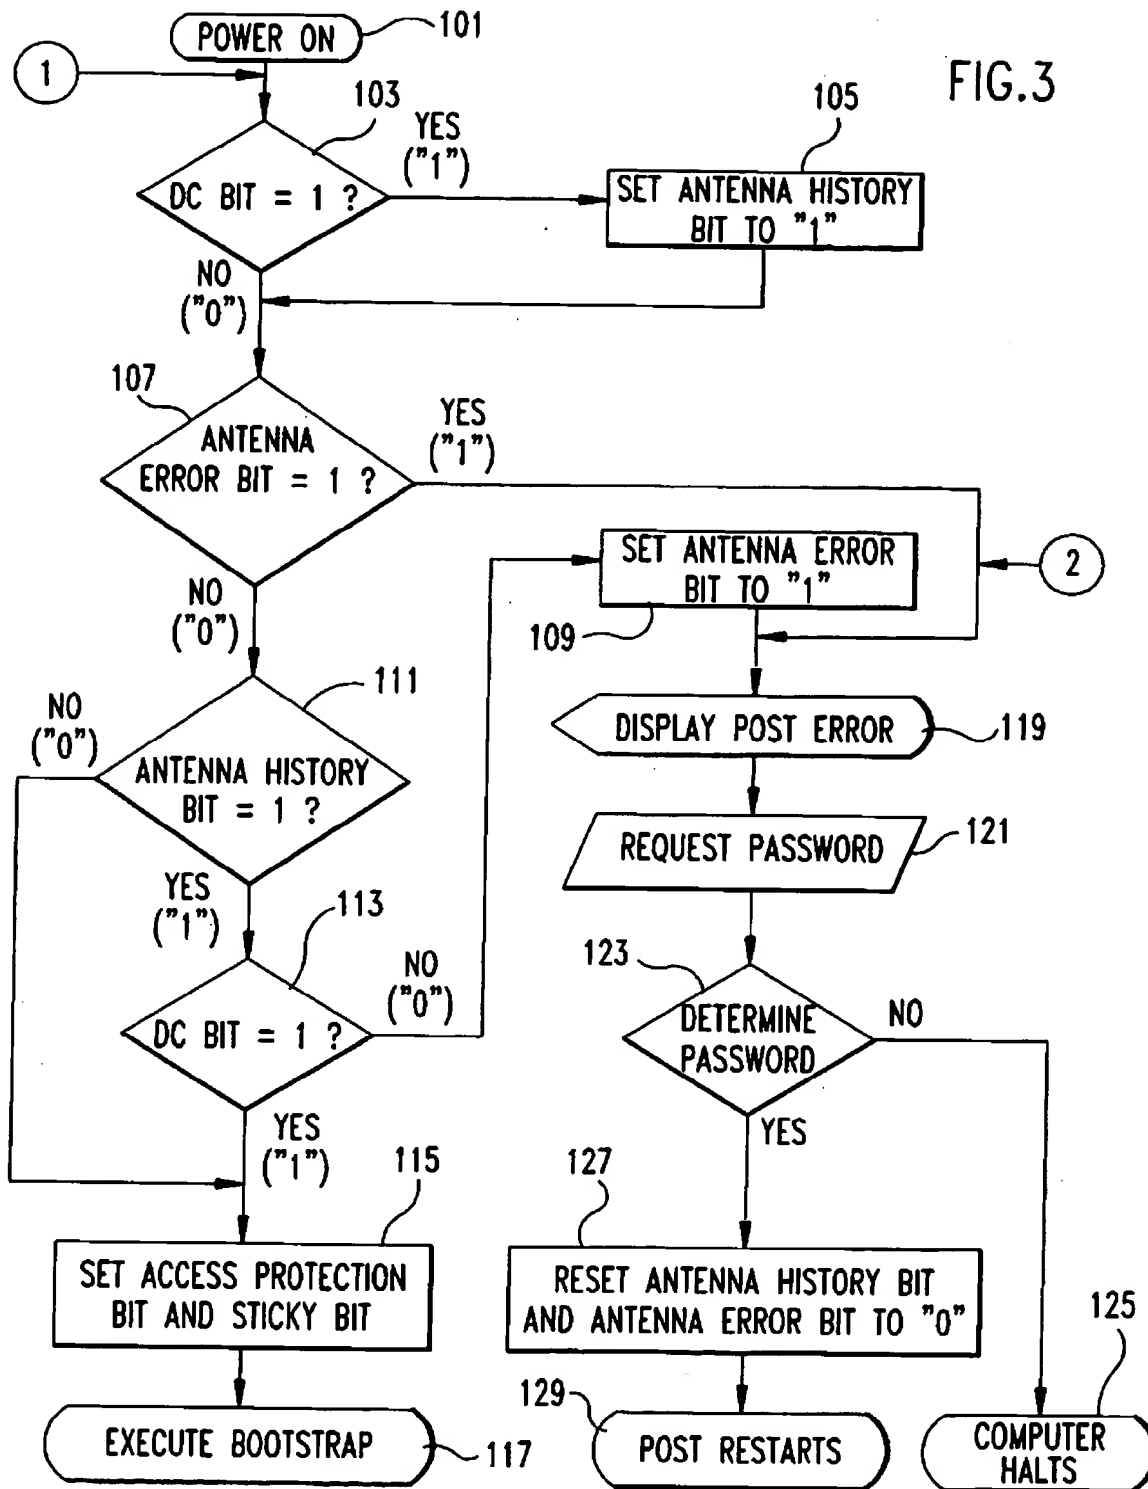 POWER ON
101
1
FIG.3
103
YES
("1")
105
DC BIT = 1 ?
SET ANTENNA HISTORY
BIT TO "1"
NO
("0")
107
YES
("1")
ANTENNA
ERROR BIT = 1 ?
SET ANTENNA ERROR
BIT TO "1"
2
NO
("0")
109
111
NO
("0")
DISPLAY POST ERROR
119
ANTENNA HISTORY
BIT = 1 ?
REQUEST PASSWORD
121
YES
("1")
113
123
NO
("0")
DC BIT = 1 ?
DETERMINE
PASSWORD
NO
YES
("1")
YES
115
127
SET ACCESS PROTECTION
BIT AND STICKY BIT
RESET ANTENNA HISTORY BIT
AND ANTENNA ERROR BIT TO "0"
125
129
EXECUTE BOOTSTRAP
117
POST RESTARTS
COMPUTER
HALTS